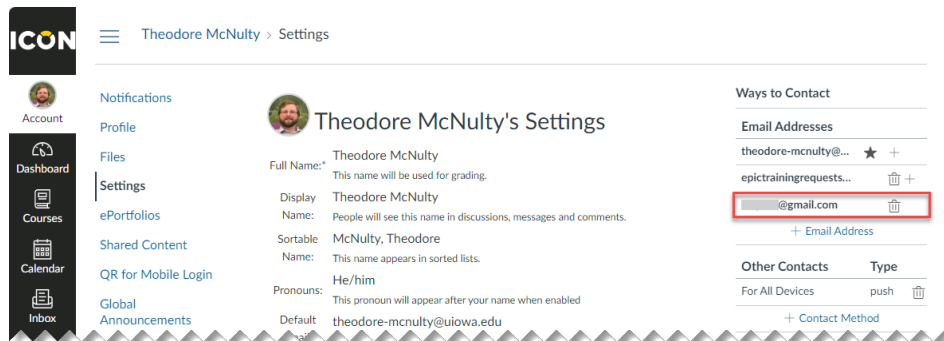 ICON
Theodore McNulty > Settings
Account
Dashboard
Courses
Calendar
Inbox
Notifications
Profile
Files
Settings
ePortfolios
Shared Content
QR for Mobile Login
Global
Announcements
Theodore McNulty's Settings
Full Name:* Theodore McNulty
This name will be used for grading.
Display Name: Theodore McNulty
People will see this name in discussions, messages and comments.
Sortable Name: McNulty, Theodore
This name appears in sorted lists.
Pronouns: He/him
This pronoun will appear after your name when enabled
Default theodore-mcnulty@uiowa.edu
Ways to Contact
Email Addresses
theodore-mcnulty@... ★ +
epictrainingrequests... +
@gmail.com
+ Email Address
Other Contacts Type
For All Devices push
+ Contact Method